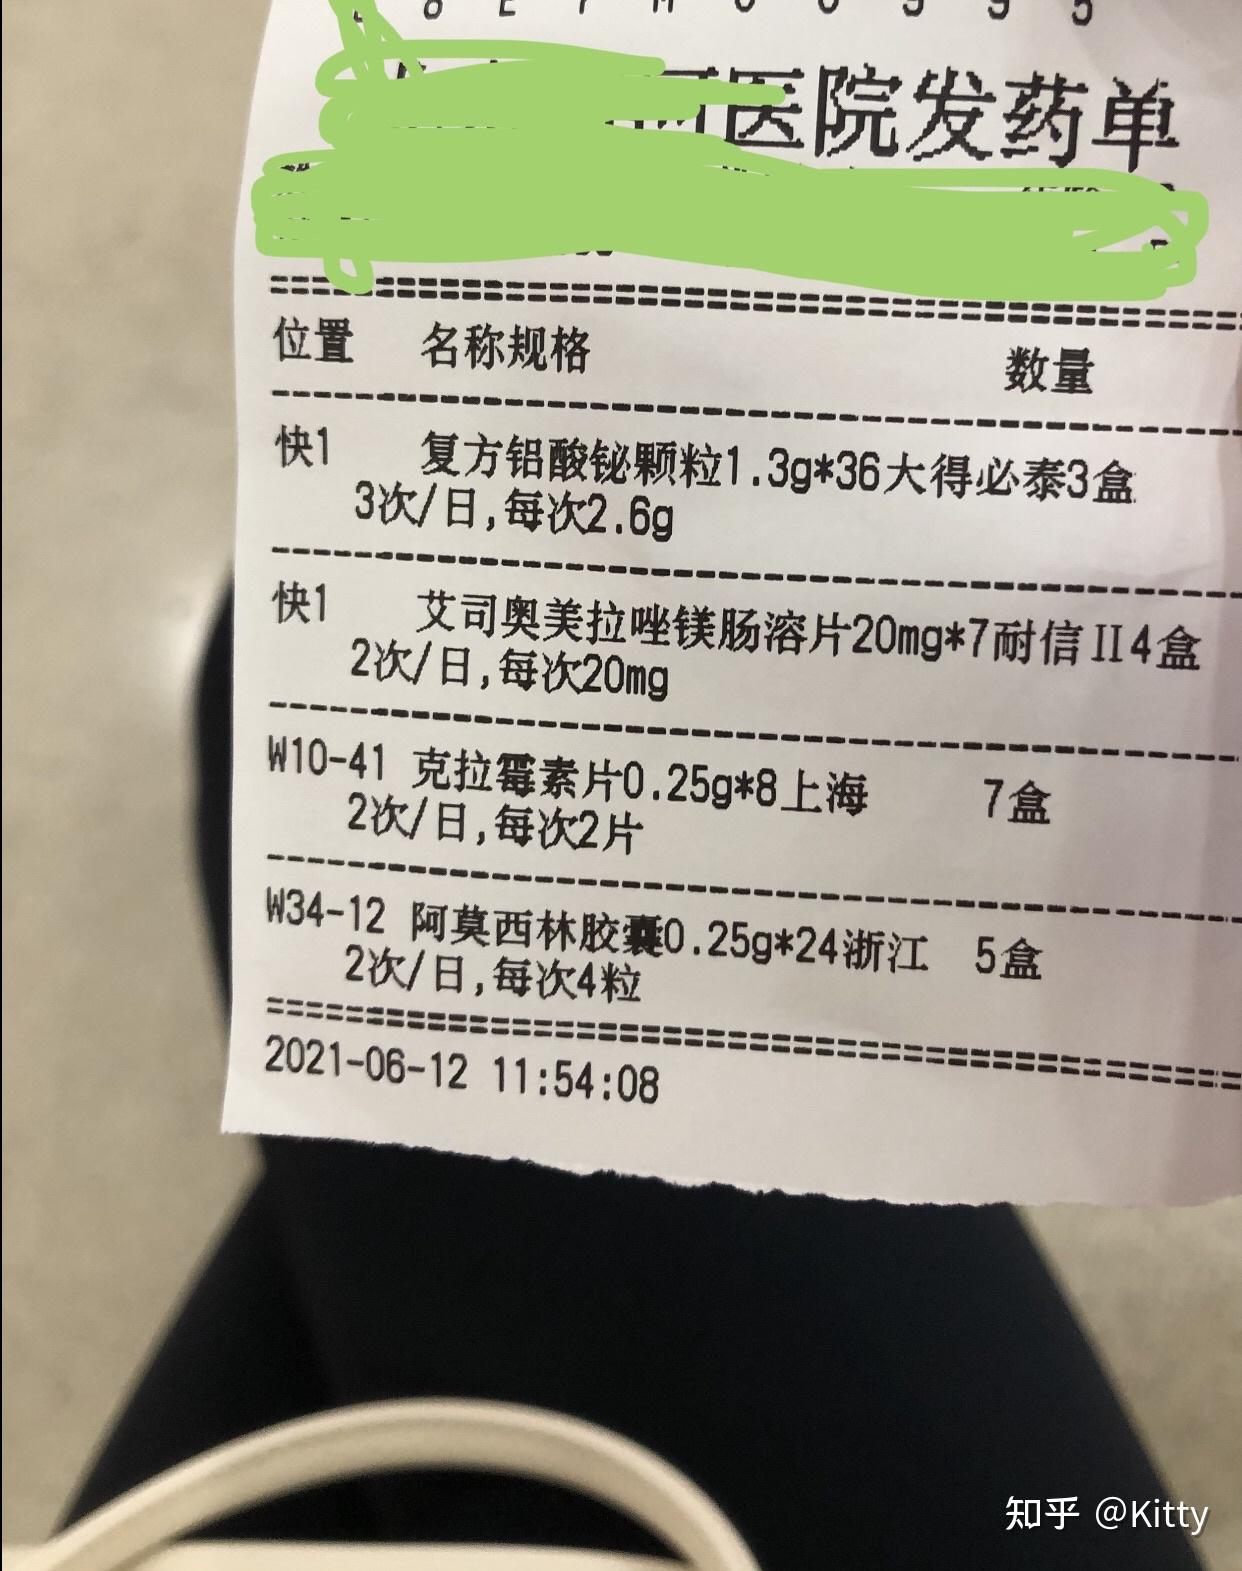 医院发药单
位置 名称规格 数量
快1 复方铝酸铋颗粒1.3g*36大得必泰3盒
3次/日,每次2.6g
快1 艾司奥美拉唑镁肠溶片20mg*7耐信II4盒
2次/日,每次20mg
W10-41 克拉霉素片0.25g*8上海 7盒
2次/日,每次2片
W34-12 阿莫西林胶囊0.25g*24浙江 5盒
2次/日,每次4粒
2021-06-12 11:54:08
知乎 @Kitty